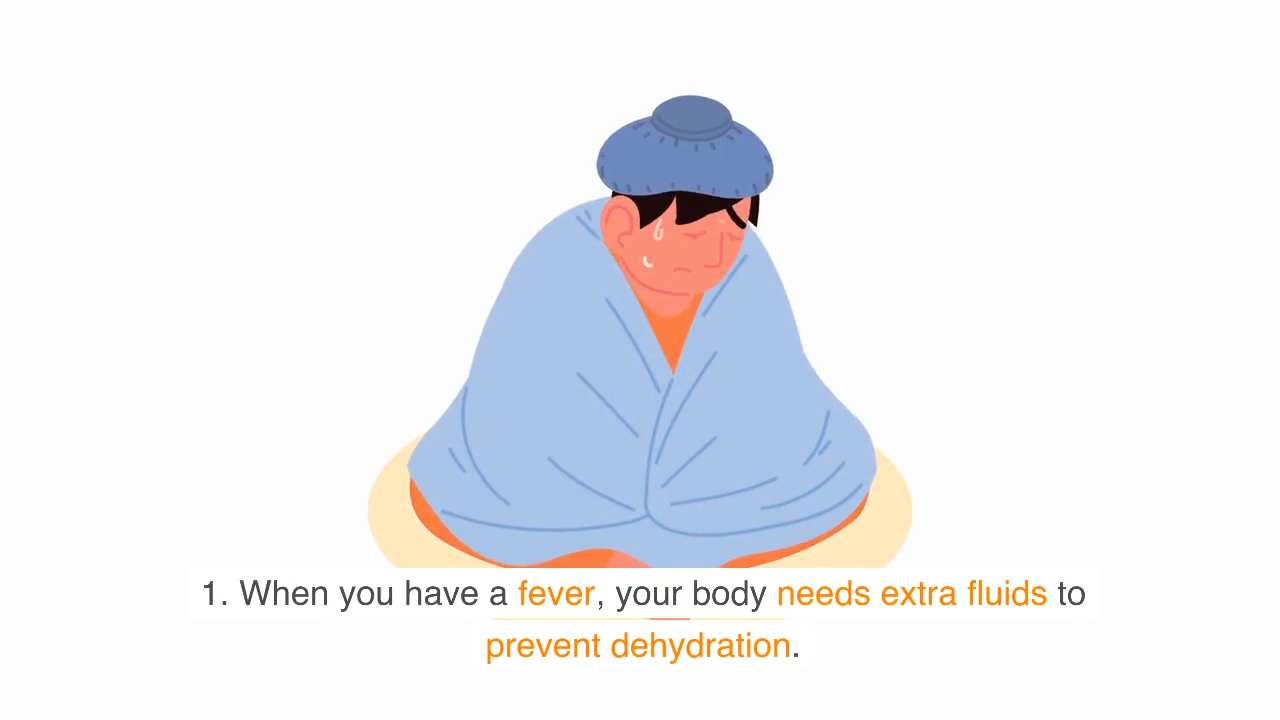 1. When you have a fever, your body needs extra fluids to
prevent dehydration.